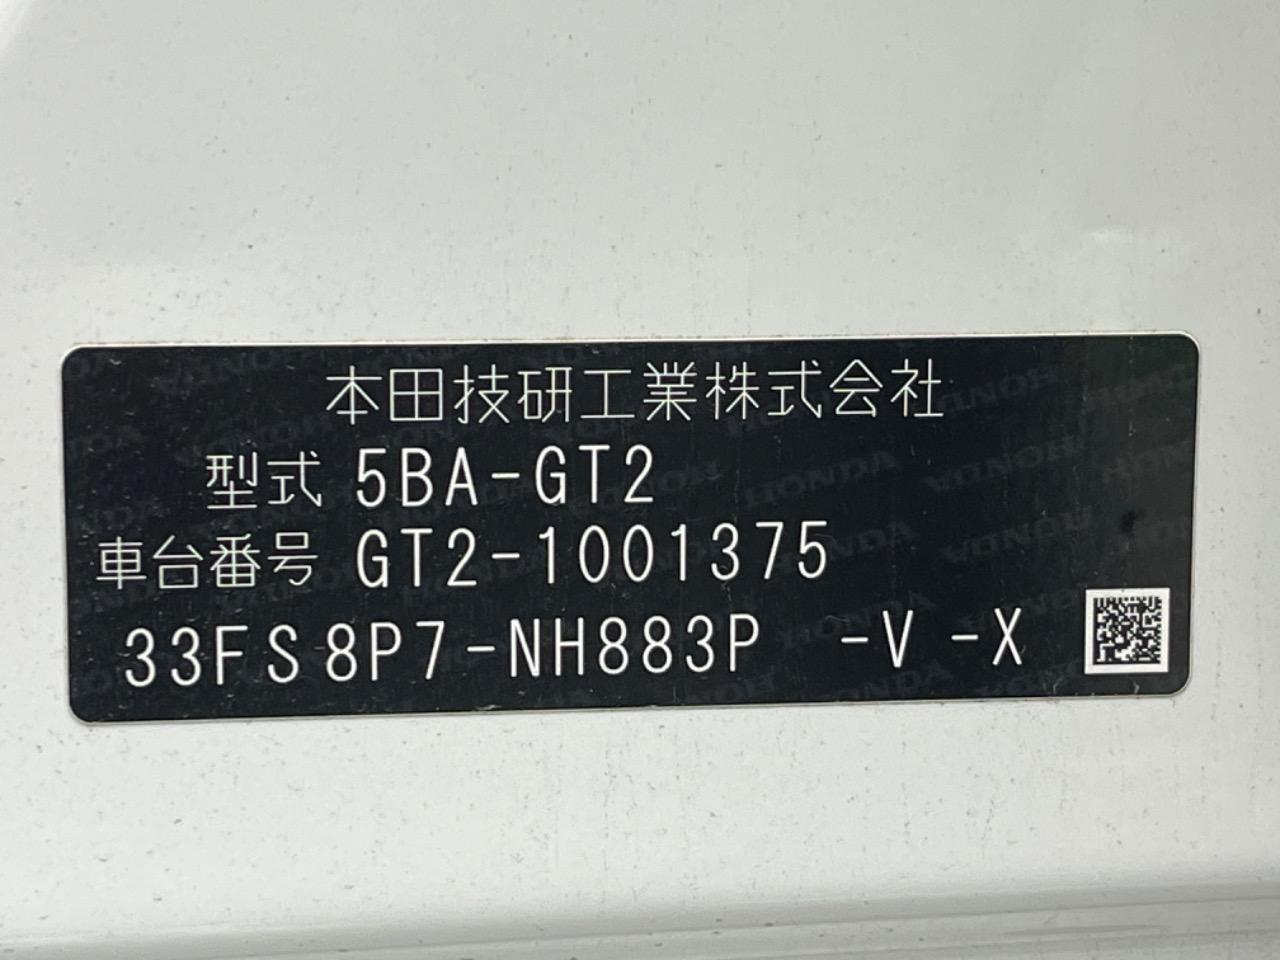 本田技研工業株式会社
型式 5BA-GT2
車台番号 GT2-1001375
33FS8P7-NH883P -V -X